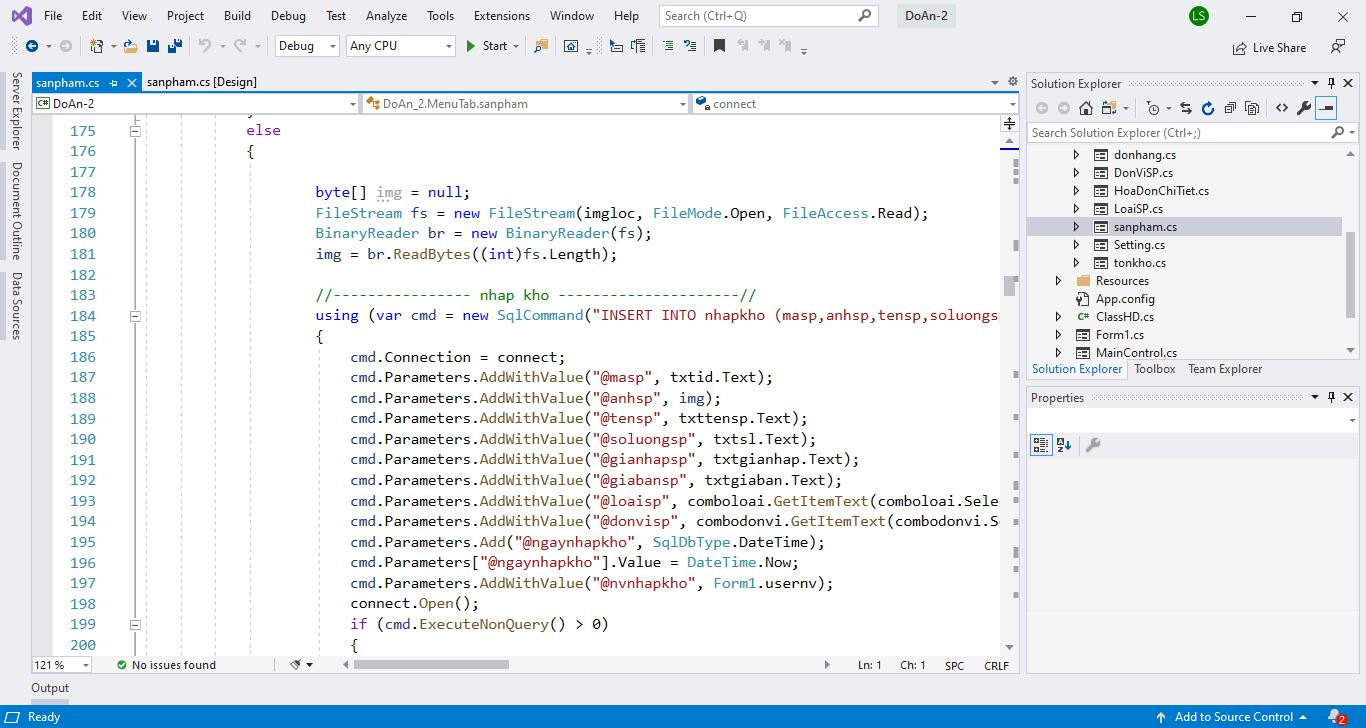 File Edit View Project Build Debug Test Analyze Tools Extensions Window Help Search (Ctrl+Q) DoAn-2 LS
Debug Any CPU Start Live Share
Server Explorer
Document Outline
Data Sources
sanpham.cs sanpham.cs [Design]
C# DoAn-2 DoAn_2.MenuTab.sanpham connect
175 else
176 {
177
178 byte[] img = null;
179 FileStream fs = new FileStream(imgloc, FileMode.Open, FileAccess.Read);
180 BinaryReader br = new BinaryReader(fs);
181 img = br.ReadBytes((int)fs.Length);
182
183 //---------------- nhap kho ---------------------//
184 using (var cmd = new SqlCommand("INSERT INTO nhapkho (masp,anhsp,tensp,soluongsp
185 {
186 cmd.Connection = connect;
187 cmd.Parameters.AddWithValue("@masp", txtid.Text);
188 cmd.Parameters.AddWithValue("@anhsp", img);
189 cmd.Parameters.AddWithValue("@tensp", txttensp.Text);
190 cmd.Parameters.AddWithValue("@soluongsp", txtsl.Text);
191 cmd.Parameters.AddWithValue("@gianhapsp", txtgianhap.Text);
192 cmd.Parameters.AddWithValue("@giabansp", txtgiaban.Text);
193 cmd.Parameters.AddWithValue("@loaisp", comboloai.GetItemText(comboloai.Sele
194 cmd.Parameters.AddWithValue("@donvisp", combodonvi.GetItemText(combodonvi.S
195 cmd.Parameters.Add("@ngaynhapkho", SqlDbType.DateTime);
196 cmd.Parameters["@ngaynhapkho"].Value = DateTime.Now;
197 cmd.Parameters.AddWithValue("@nvnhapkho", Form1.usernv);
198 connect.Open();
199 if (cmd.ExecuteNonQuery() > 0)
200 {
121 % No issues found Ln: 1 Ch: 1 SPC CRLF
Output
Solution Explorer
Search Solution Explorer (Ctrl+;)
donhang.cs
DonViSP.cs
HoaDonChiTiet.cs
LoaiSP.cs
sanpham.cs
Setting.cs
tonkho.cs
Resources
App.config
C# ClassHD.cs
Form1.cs
MainControl.cs
Solution Explorer Toolbox Team Explorer
Properties
Ready Add to Source Control 2